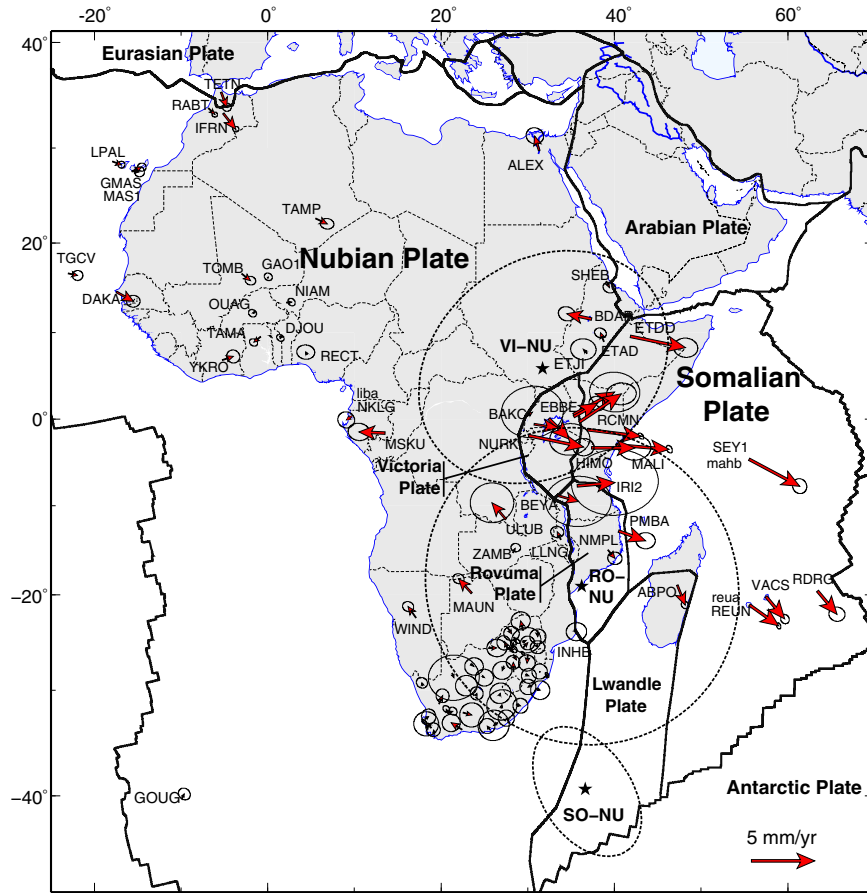 −20° 0° 20° 40° 60°
40°
20°
0°
−20°
−40°
Eurasian Plate
TETN
RABT
IFRN
LPAL
GMAS
MAS1
ALEX
TAMP
Arabian Plate
Nubian Plate
TGCV
TOMB
GAO1
SHEB
DAKA
NIAM
OUAG
BDAR
ETDD
TAMA
DJOU
VI−NU
ETAD
YKRO
RECT
ETJI
Somalian
Plate
liba
NKLG
BAKC
EBBE
RCMN
MSKU
NURK
SEY1
mahb
HIMO
MALI
Victoria
Plate
IRI2
BEYA
ULUB
PMBA
ZAMB
LLNG
NMPL
Rovuma
Plate
RO−
NU
MAUN
ABPO
reua
REUN
VACS
RDRG
WIND
INHB
Lwandle
Plate
GOUG
SO−NU
Antarctic Plate
5 mm/yr